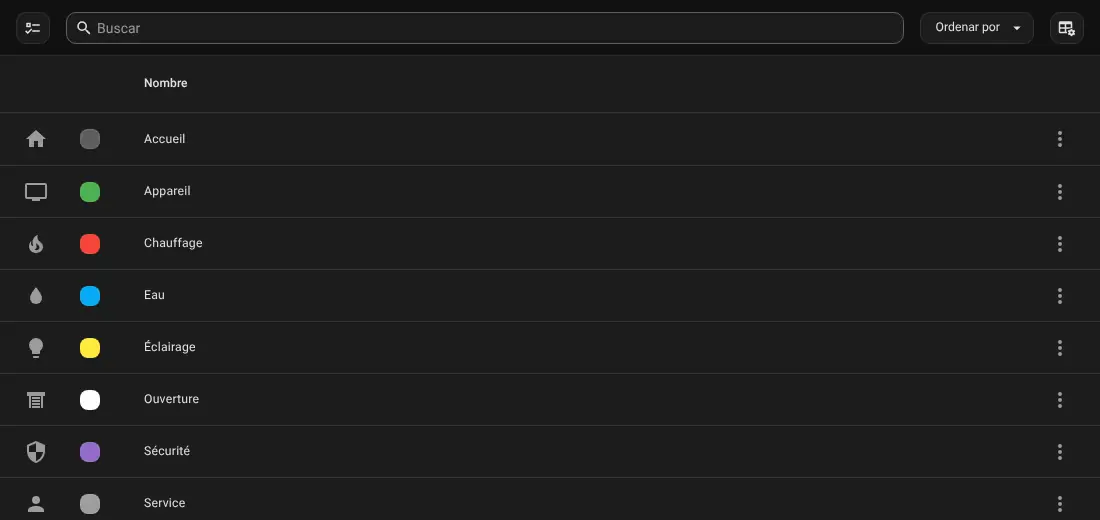 Buscar
Ordenar por
Nombre
Accueil
Appareil
Chauffage
Eau
Éclairage
Ouverture
Sécurité
Service